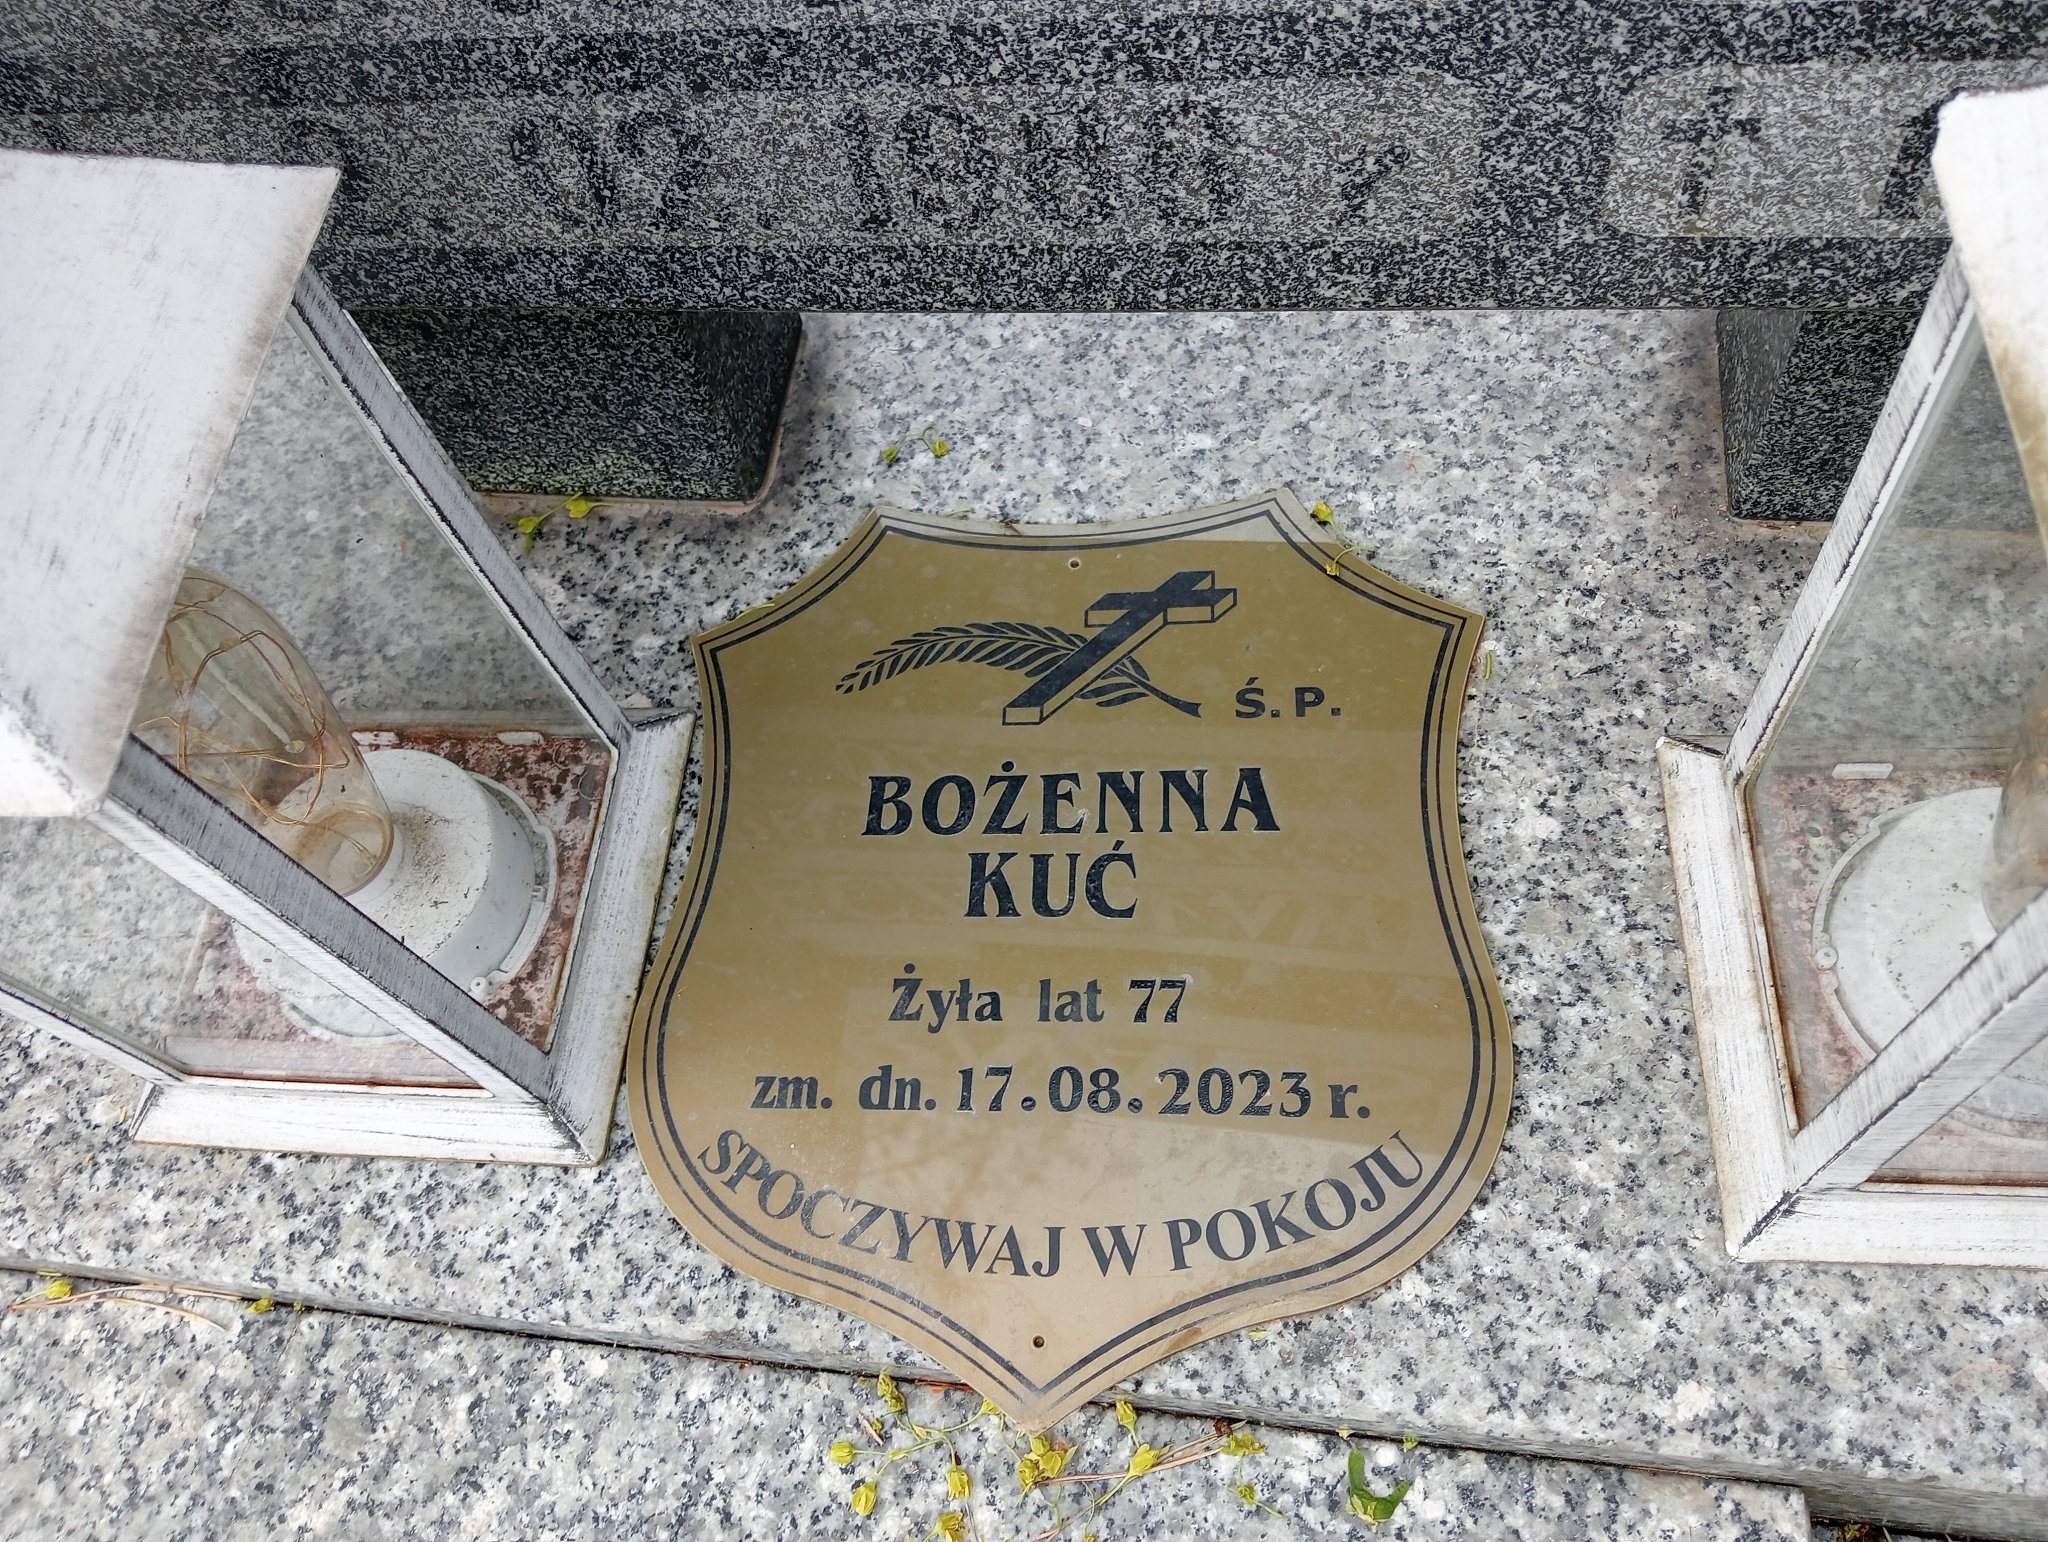 Ś. P.
BOŻENNA
KUĆ
Żyła lat 77
zm. dn. 17.08.2023 r.
SPOCZYWAJ W POKOJU